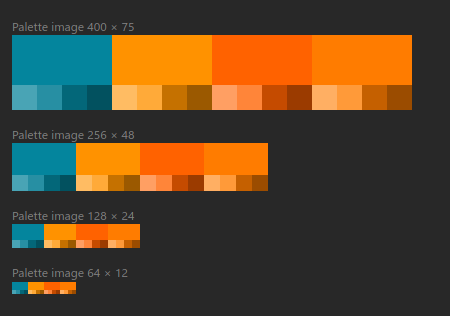 Palette image 400 × 75
Palette image 256 × 48
Palette image 128 × 24
Palette image 64 × 12